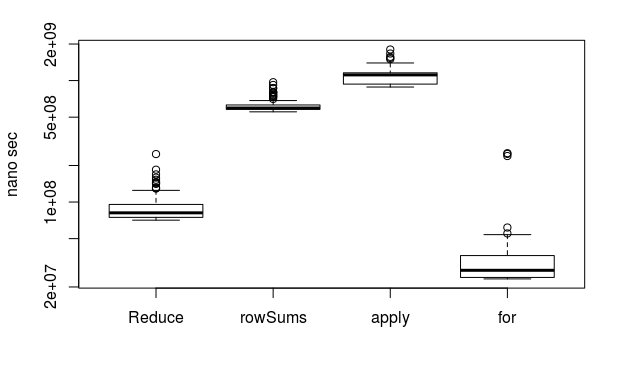 2e+09
5e+08
1e+08
2e+07
nano sec
Reduce
rowSums
apply
for